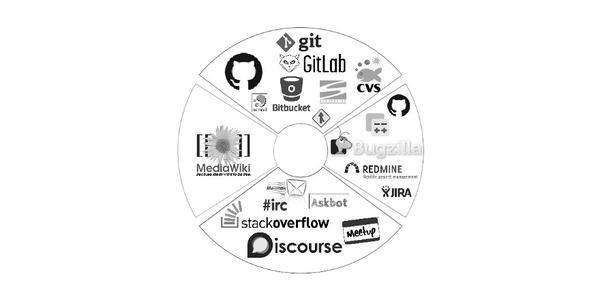 git
GitLab
Bitbucket
CVS
[[ ]]
MediaWiki
Bugzilla
REDMINE
JIRA
#irc
Askbot
stackoverflow
Discourse
Meetup